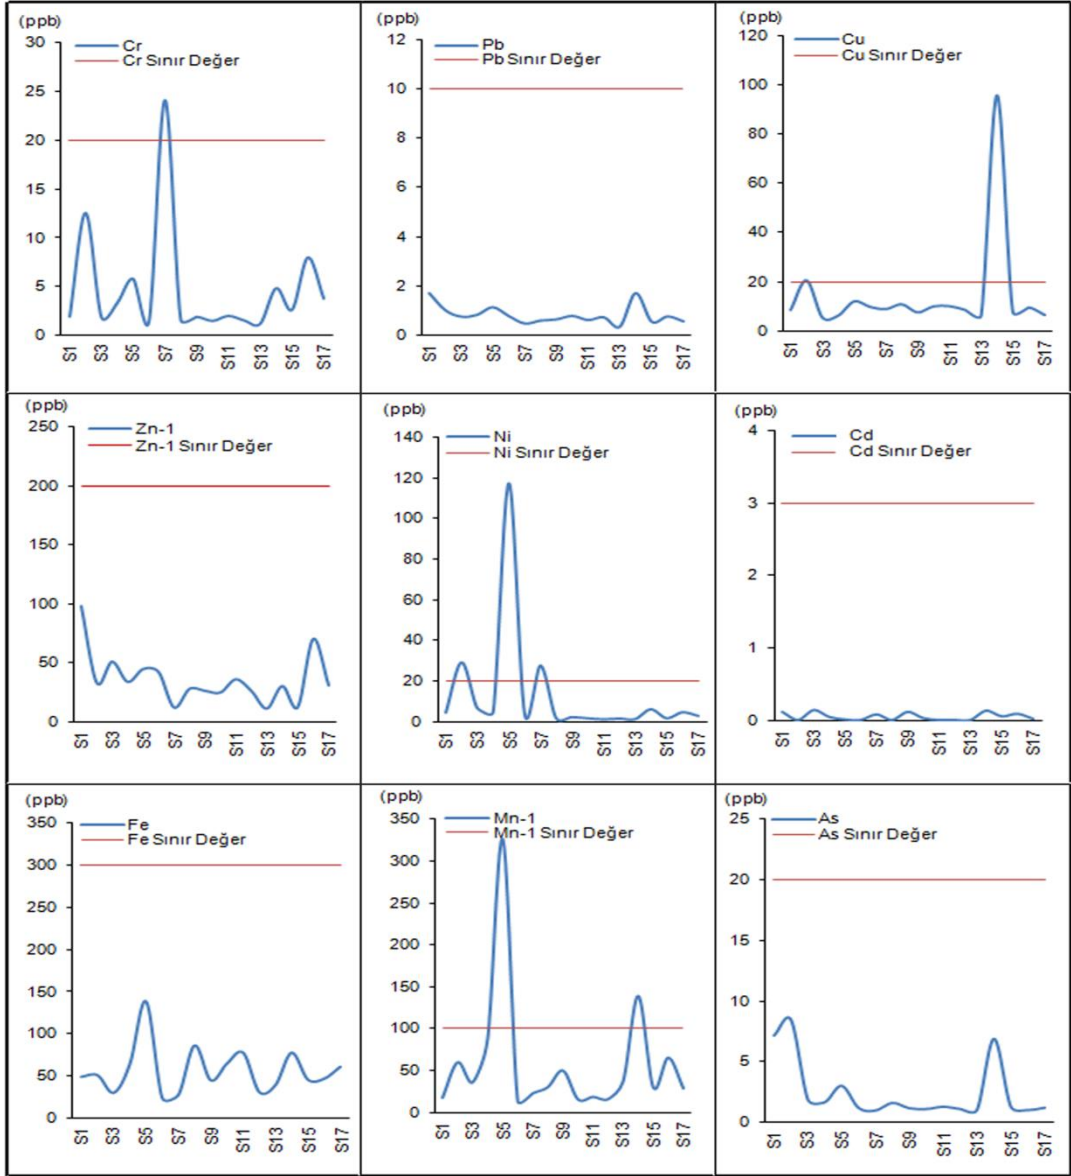 (ppb)
Cr
Cr Sınır Değer
30
25
20
15
10
5
0
S1 S3 S5 S7 S9 S11 S13 S15 S17
(ppb)
Pb
Pb Sınır Değer
12
10
8
6
4
2
0
S1 S3 S5 S7 S9 S11 S13 S15 S17
(ppb)
Cu
Cu Sınır Değer
120
100
80
60
40
20
0
S1 S3 S5 S7 S9 S11 S13 S15 S17
(ppb)
Zn-1
Zn-1 Sınır Değer
250
200
150
100
50
0
S1 S3 S5 S7 S9 S11 S13 S15 S17
(ppb)
Ni
Ni Sınır Değer
140
120
100
80
60
40
20
0
S1 S3 S5 S7 S9 S11 S13 S15 S17
(ppb)
Cd
Cd Sınır Değer
4
3
2
1
0
S1 S3 S5 S7 S9 S11 S13 S15 S17
(ppb)
Fe
Fe Sınır Değer
350
300
250
200
150
100
50
0
S1 S3 S5 S7 S9 S11 S13 S15 S17
(ppb)
Mn-1
Mn-1 Sınır Değer
350
300
250
200
150
100
50
0
S1 S3 S5 S7 S9 S11 S13 S15 S17
(ppb)
As
As Sınır Değer
25
20
15
10
5
0
S1 S3 S5 S7 S9 S11 S13 S15 S17